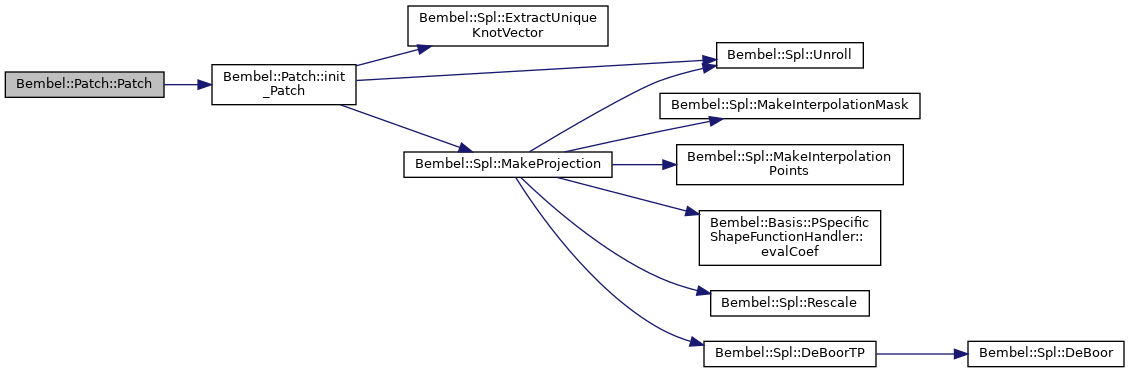 Bembel::Patch::Patch
Bembel::Patch::init
_Patch
Bembel::Spl::ExtractUnique
KnotVector
Bembel::Spl::MakeProjection
Bembel::Spl::Unroll
Bembel::Spl::MakeInterpolationMask
Bembel::Spl::MakeInterpolation
Points
Bembel::Basis::PSpecific
ShapeFunctionHandler::
evalCoef
Bembel::Spl::Rescale
Bembel::Spl::DeBoorTP
Bembel::Spl::DeBoor